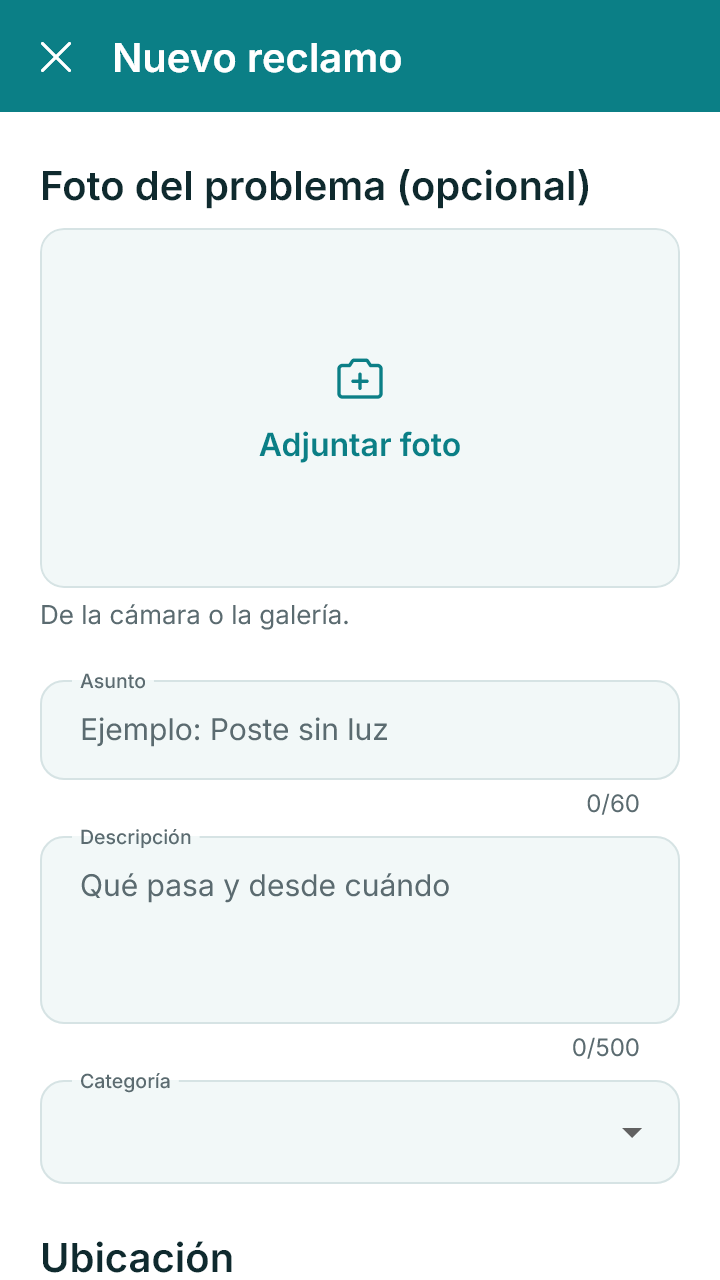 Nuevo reclamo
Foto del problema (opcional)
Adjuntar foto
De la cámara o la galería.
Asunto
Ejemplo: Poste sin luz
0/60
Descripción
Qué pasa y desde cuándo
0/500
Categoría
Ubicación